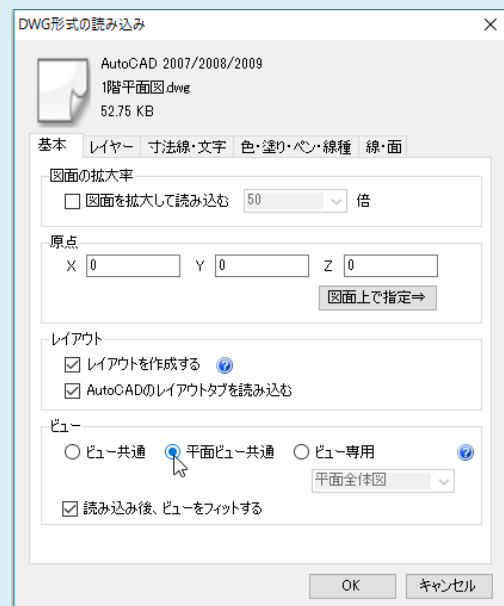 DWG形式の読み込み
AutoCAD 2007/2008/2009
1階平面図.dwg
52.75 KB
基本 レイヤー 寸法線・文字 色・塗り・ペン・線種 線・面
図面の拡大率
図面を拡大して読み込む 50 倍
原点
X 0 Y 0 Z 0
図面上で指定⇒
レイアウト
レイアウトを作成する ?
AutoCADのレイアウトタブを読み込む
ビュー
ビュー共通 平面ビュー共通 ビュー専用 ?
平面全体図
読み込み後、ビューをフィットする
OK キャンセル